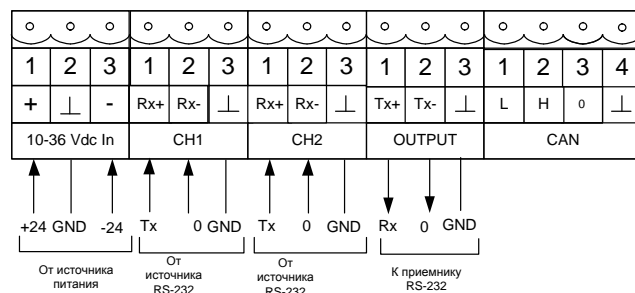 1 2 3 1 2 3 1 2 3 1 2 3 1 2 3 4
+ ⊥ - Rx+ Rx- ⊥ Rx+ Rx- ⊥ Tx+ Tx- ⊥ L H 0 ⊥
10-36 Vdc In CH1 CH2 OUTPUT CAN
+24 GND -24 Tx 0 GND Tx 0 GND Rx 0 GND
От источника
питания
От
источника
RS-232
От
источника
RS-232
К приемнику
RS-232